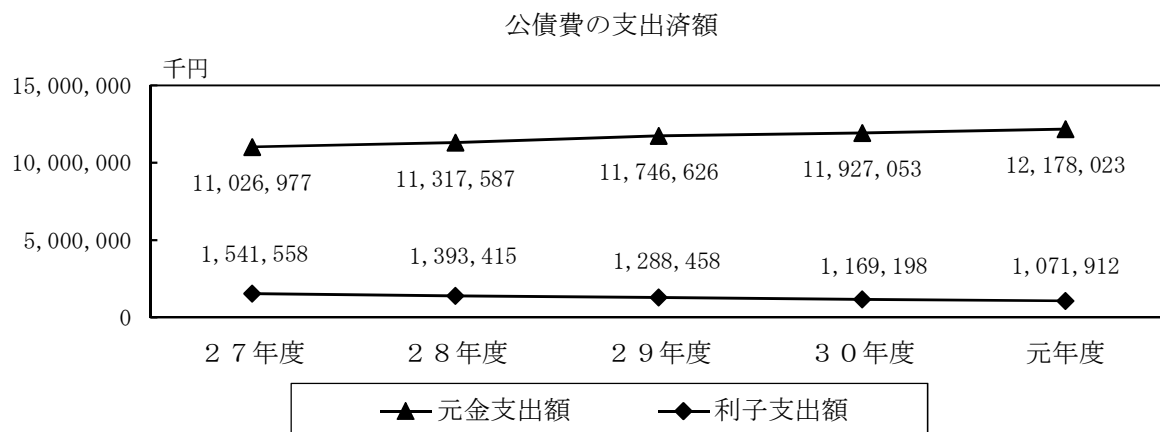 公債費の支出済額
千円
15,000,000
10,000,000
5,000,000
0
11,026,977
11,317,587
11,746,626
11,927,053
12,178,023
1,541,558
1,393,415
1,288,458
1,169,198
1,071,912
２７年度
２８年度
２９年度
３０年度
元年度
元金支出額
利子支出額